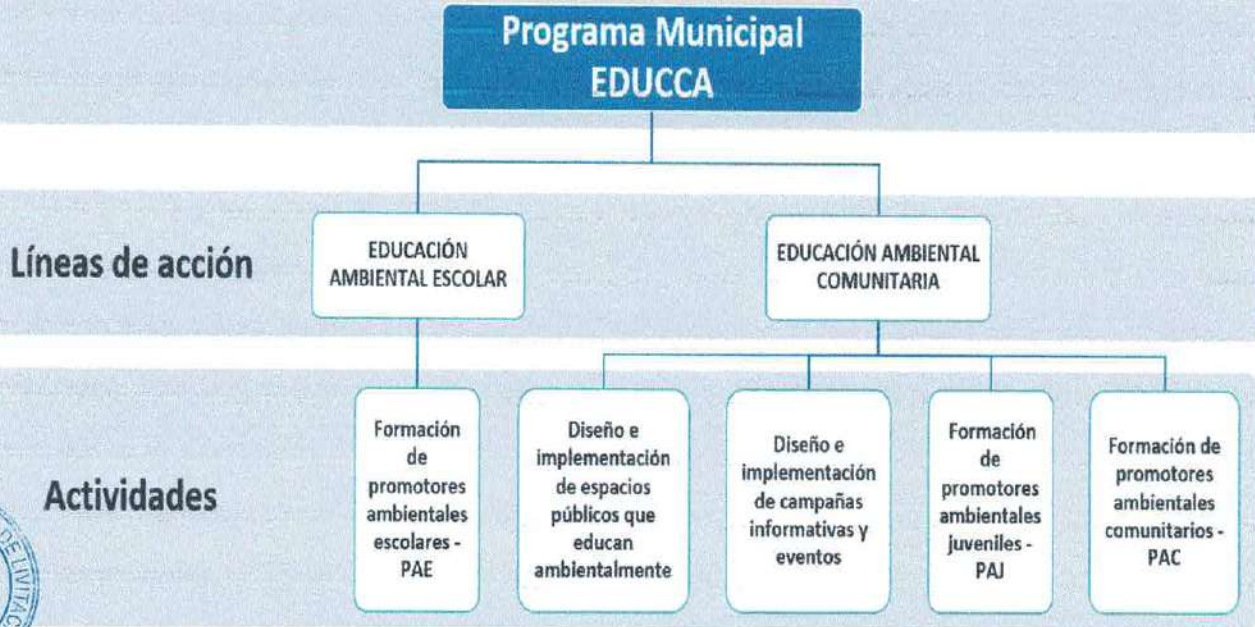 Programa Municipal
EDUCCA
Líneas de acción
EDUCACIÓN
AMBIENTAL ESCOLAR
EDUCACIÓN AMBIENTAL
COMUNITARIA
Actividades
Formación
de
promotores
ambientales
escolares -
PAE
Diseño e
implementación
de espacios
públicos que
educan
ambientalmente
Diseño e
implementación
de campañas
informativas y
eventos
Formación
de
promotores
ambientales
juveniles -
PAJ
Formación de
promotores
ambientales
comunitarios -
PAC
DE LIVITAC